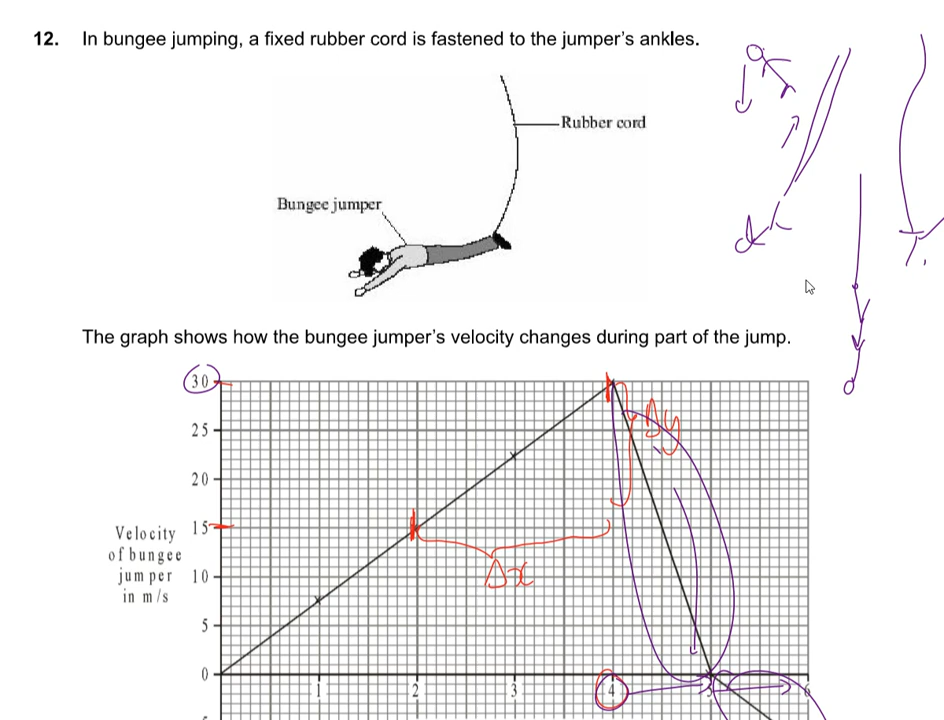 12. In bungee jumping, a fixed rubber cord is fastened to the jumper's ankles.
Rubber cord
Bungee jumper
The graph shows how the bungee jumper's velocity changes during part of the jump.
30
25
20
15
10
5
0
Velocity
of bungee
jumper
in m/s
Δy
Δx
1 2 3 4 5 6